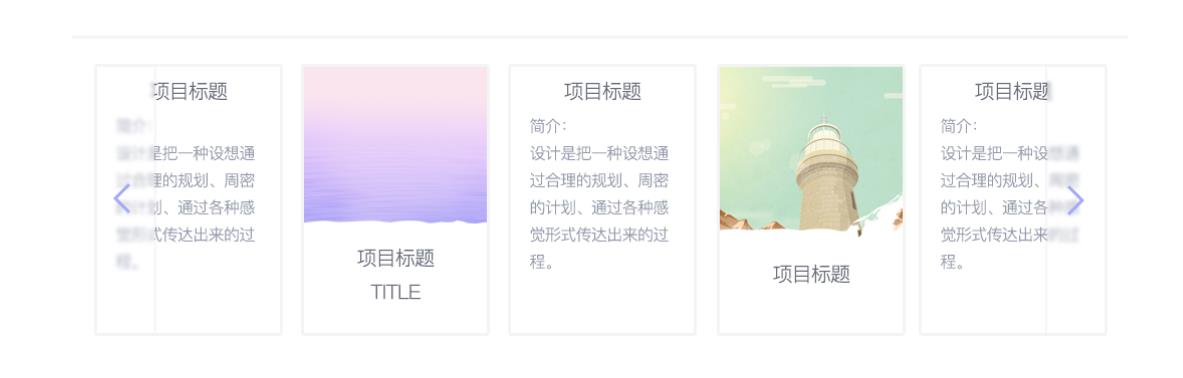 项目标题
简介：
设计是把一种设想通
过合理的规划、周密
的计划、通过各种感
觉形式传达出来的过
程。
项目标题
TITLE
项目标题
简介：
设计是把一种设想通
过合理的规划、周密
的计划、通过各种感
觉形式传达出来的过
程。
项目标题
项目标题
简介：
设计是把一种设想通
过合理的规划、周密
的计划、通过各种感
觉形式传达出来的过
程。